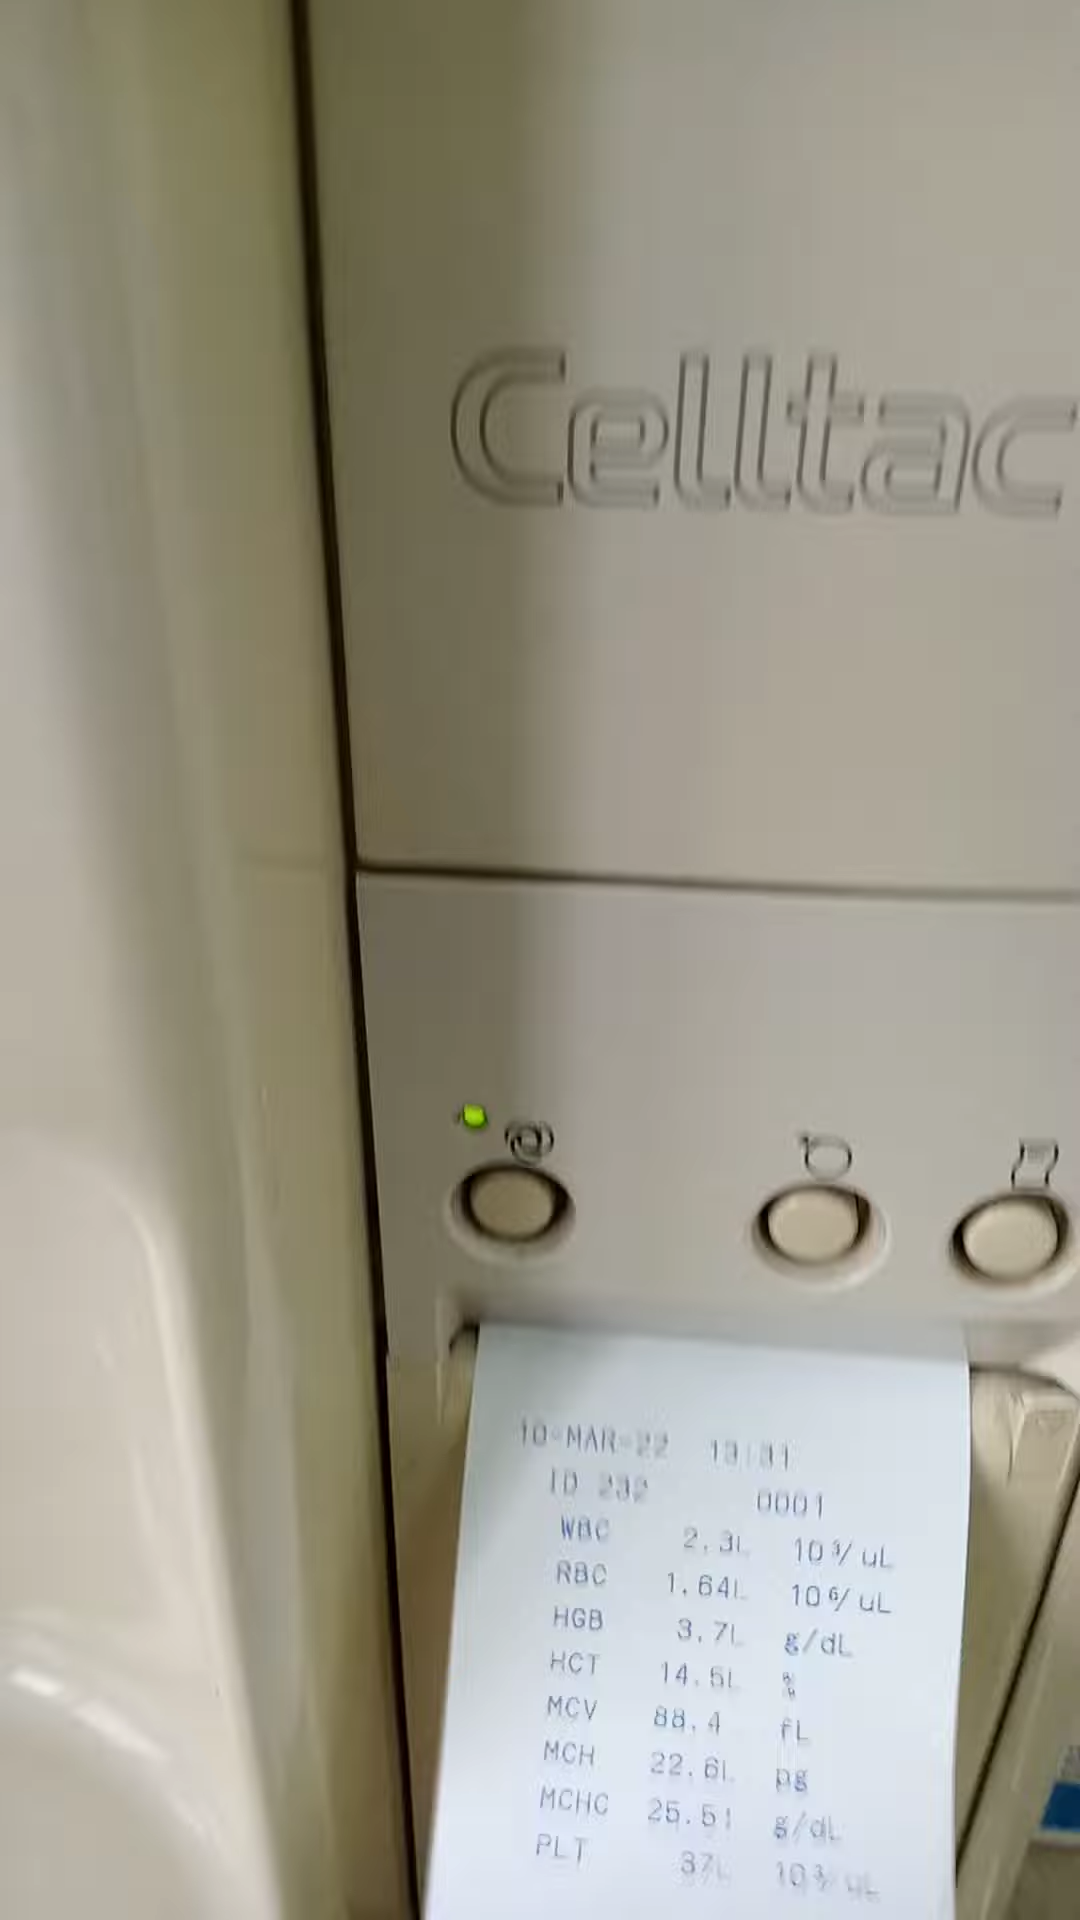 Celltac
10-MAR-22 13:31
ID 232 0001
WBC 2.3L 10³/uL
RBC 1.64L 10⁶/uL
HGB 3.7L g/dL
HCT 14.5L %
MCV 88.4 fL
MCH 22.6L pg
MCHC 25.5L g/dL
PLT 37L 10³/uL